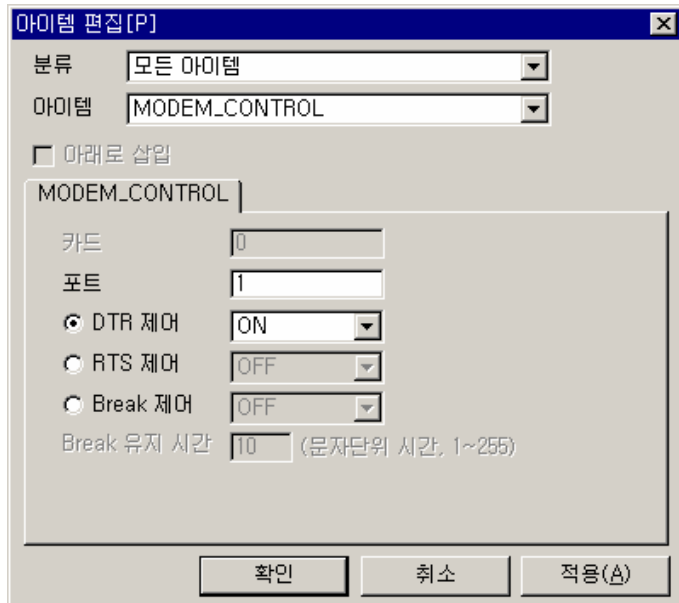 아이템 편집[P]
분류 모든 아이템
아이템 MODEM_CONTROL
아래로 삽입
MODEM_CONTROL
카드 0
포트 1
DTR 제어 ON
RTS 제어 OFF
Break 제어 OFF
Break 유지 시간 10 (문자단위 시간, 1~255)
확인 취소 적용(A)